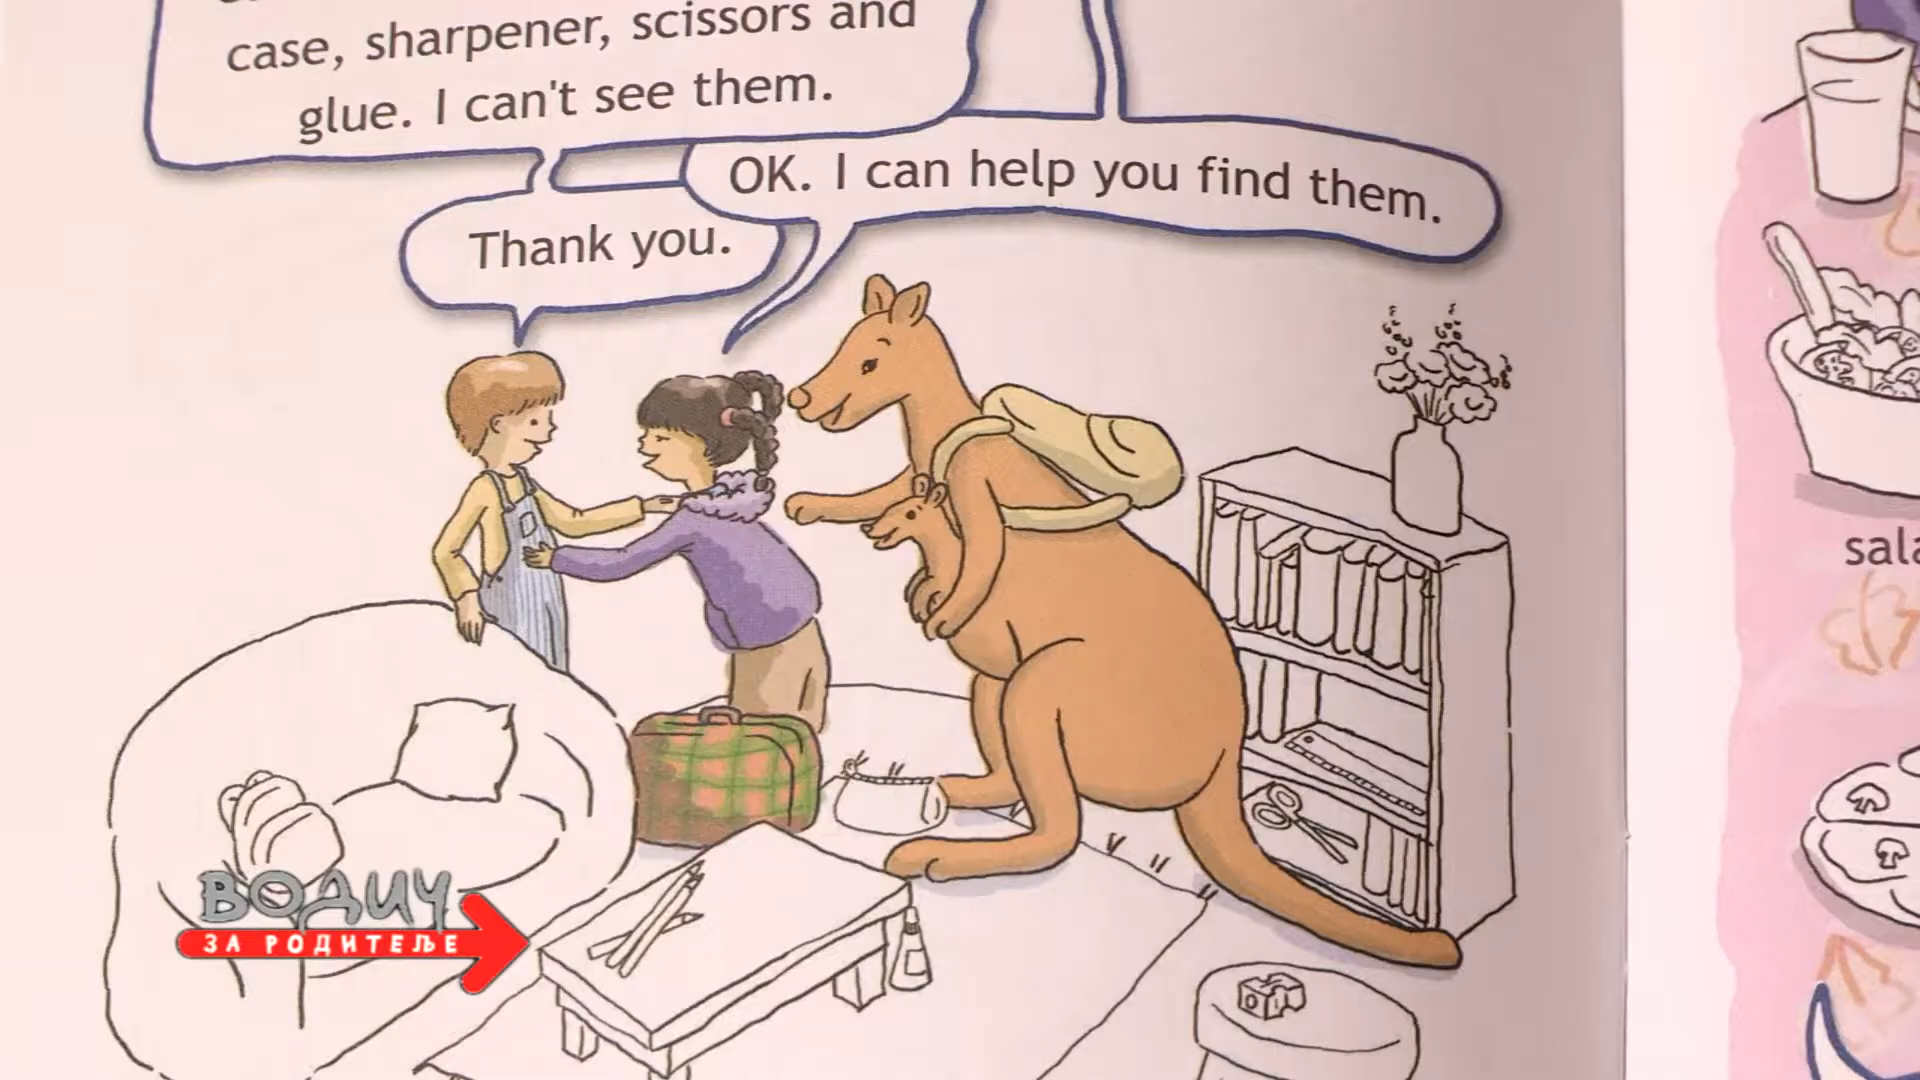 case, sharpener, scissors and
glue. I can't see them.
OK. I can help you find them.
Thank you.
ВОДИЧ
ЗА РОДИТЕЉЕ